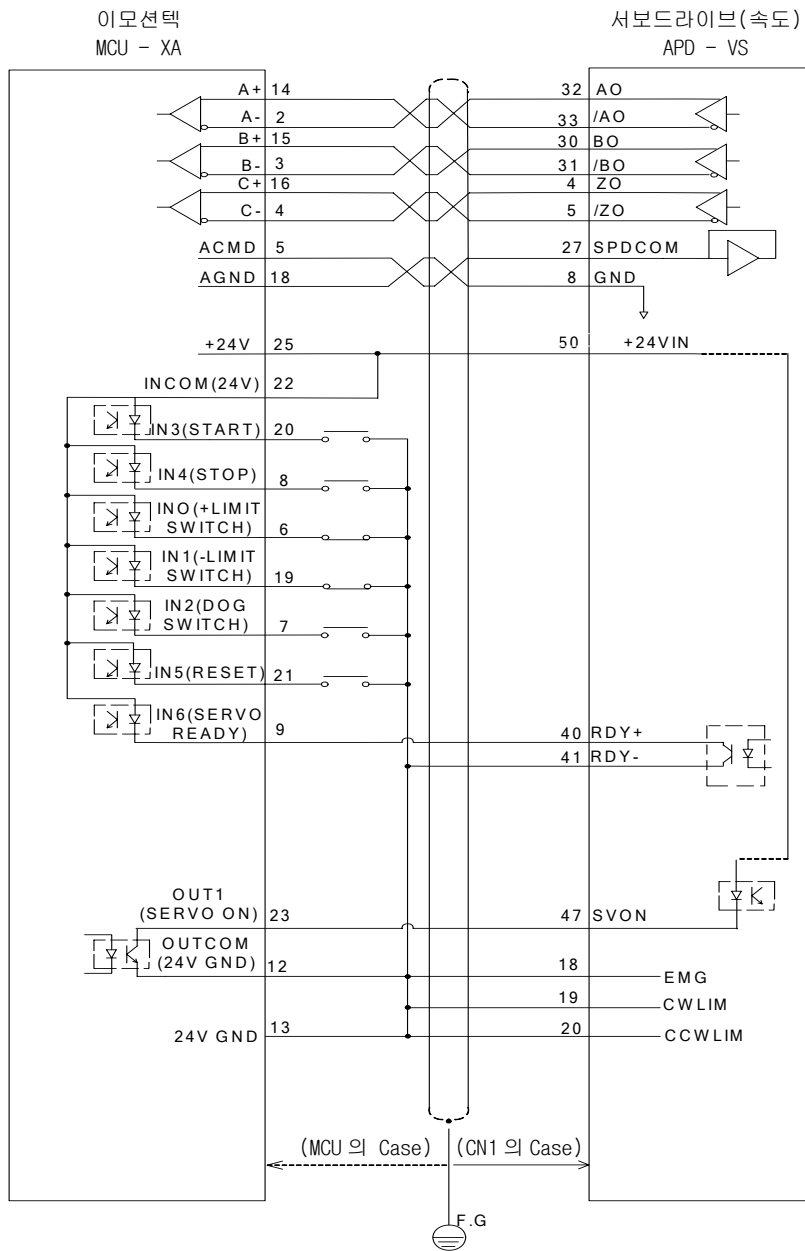 이모션텍 서보드라이브(속도)
MCU - XA APD - VS
A+ 14 32 AO
A- 2 33 /AO
B+ 15 30 BO
B- 3 31 /BO
C+ 16 4 ZO
C- 4 5 /ZO
ACMD 5 27 SPDCOM
AGND 18 8 GND
+24V 25 50 +24VIN
INCOM(24V) 22
IN3(START) 20
IN4(STOP) 8
IN0(+LIMIT
SWITCH) 6
IN1(-LIMIT
SWITCH) 19
IN2(DOG
SWITCH) 7
IN5(RESET) 21
IN6(SERVO
READY) 9
40 RDY+
41 RDY-
OUT1
(SERVO ON) 23 47 SVON
OUTCOM
(24V GND) 12 18 EMG
19 CWLIM
24V GND 13 20 CCWLIM
(MCU 의 Case) (CN1 의 Case)
F.G